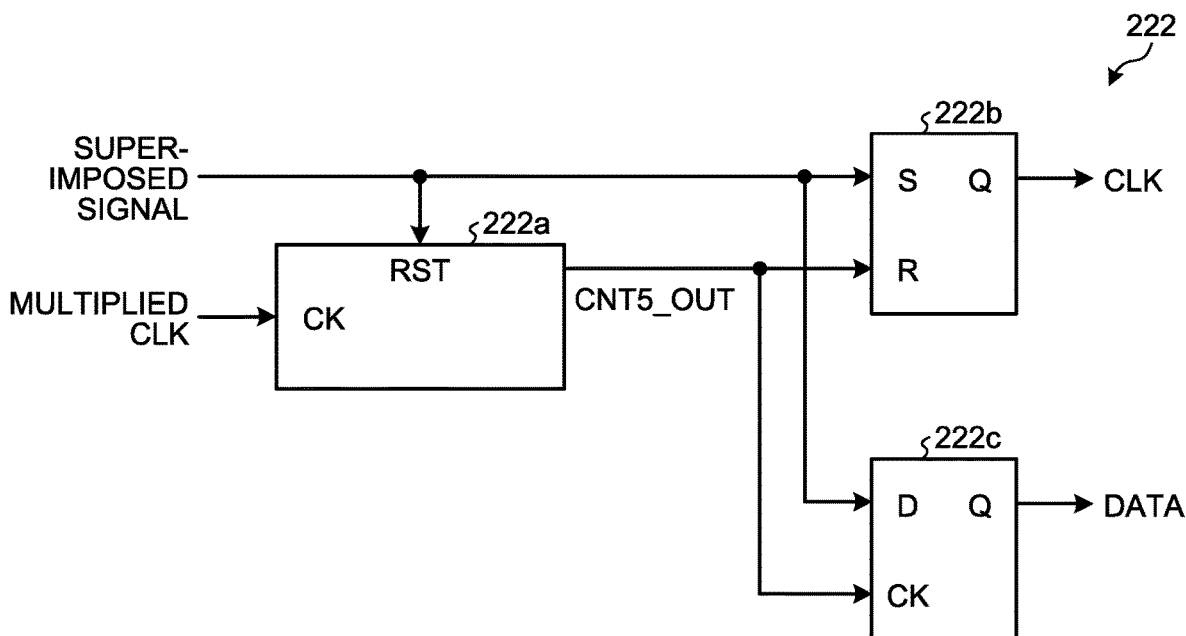 222
222b
SUPER-
IMPOSED
SIGNAL
S Q
CLK
222a
RST
R
CNT5_OUT
MULTIPLIED
CLK
CK
222c
D Q
DATA
CK